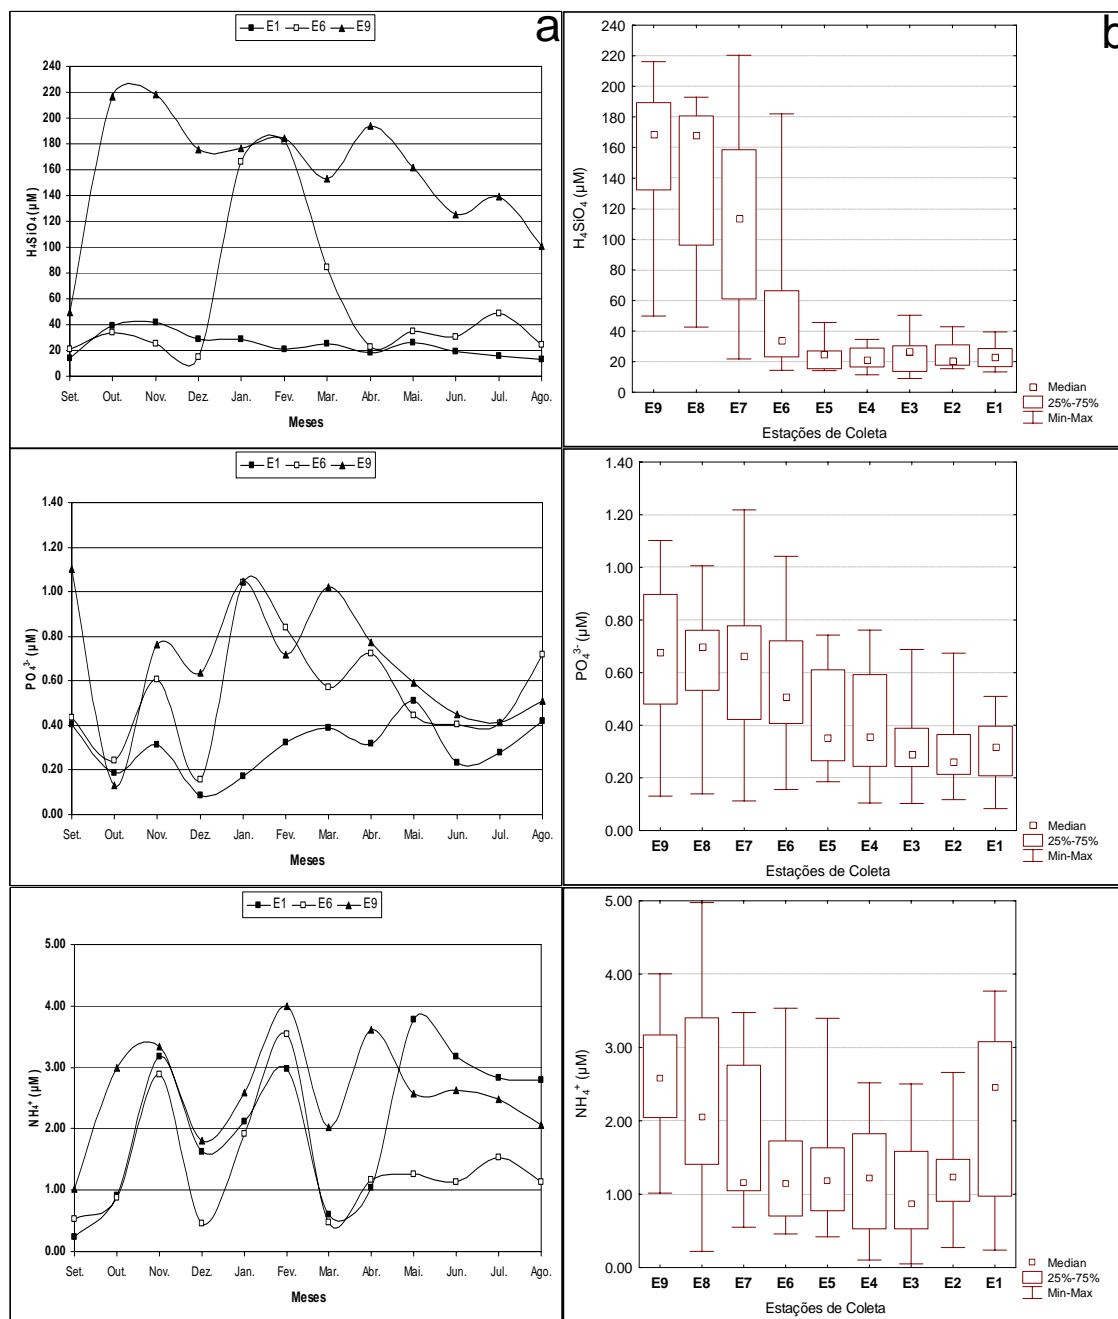 a
E1 E6 E9
240
220
200
180
160
140
120
100
80
60
40
20
0
H₄SiO₄ (µM)
Set. Out. Nov. Dez. Jan. Fev. Mar. Abr. Mai. Jun. Jul. Ago.
Meses
b
240
220
200
180
160
140
120
100
80
60
40
20
0
H₄SiO₄ (µM)
E9 E8 E7 E6 E5 E4 E3 E2 E1
Estações de Coleta
Median
25%-75%
Min-Max
E1 E6 E9
1.40
1.20
1.00
0.80
0.60
0.40
0.20
0.00
PO₄³⁻ (µM)
Set. Out. Nov. Dez. Jan. Fev. Mar. Abr. Mai. Jun. Jul. Ago.
Meses
1.40
1.20
1.00
0.80
0.60
0.40
0.20
0.00
PO₄³⁻ (µM)
E9 E8 E7 E6 E5 E4 E3 E2 E1
Estações de Coleta
Median
25%-75%
Min-Max
E1 E6 E9
5.00
4.00
3.00
2.00
1.00
0.00
NH₄⁺ (µM)
Set. Out. Nov. Dez. Jan. Fev. Mar. Abr. Mai. Jun. Jul. Ago.
Meses
5.00
4.00
3.00
2.00
1.00
0.00
NH₄⁺ (µM)
E9 E8 E7 E6 E5 E4 E3 E2 E1
Estações de Coleta
Median
25%-75%
Min-Max